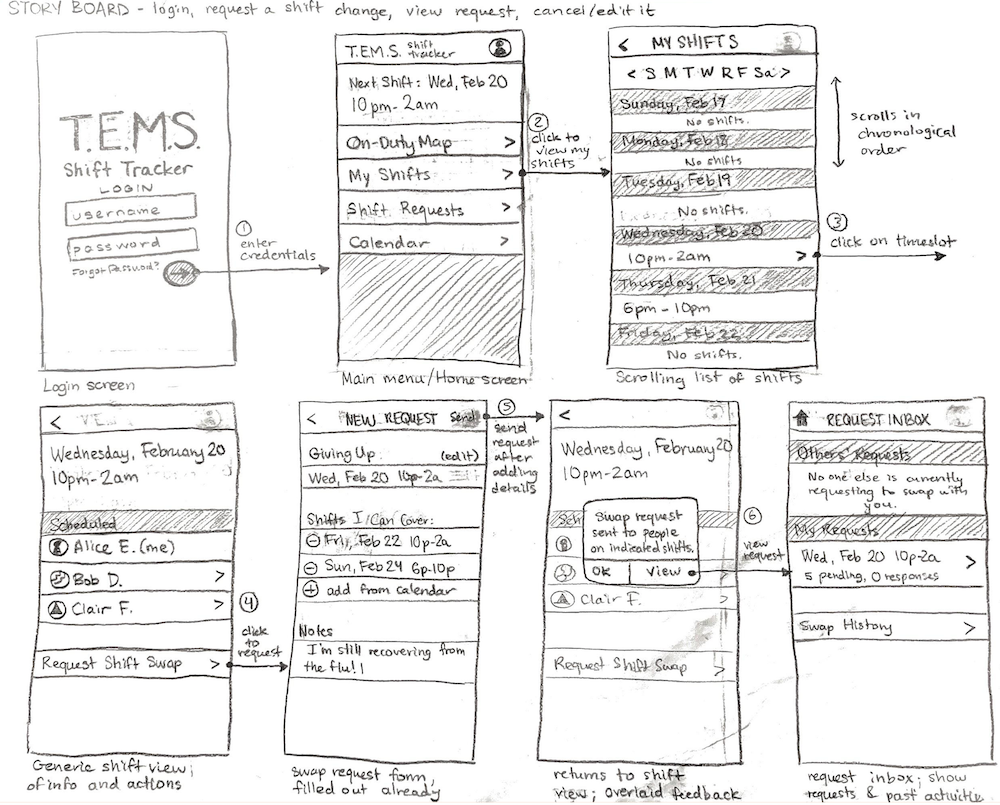 STORY BOARD - login, request a shift change, view request, cancel/edit it
T.E.M.S.
Shift Tracker
LOGIN
username
password
Forgot Password?
Login screen
①
enter
credentials
T.E.M.S. shift tracker
Next Shift: Wed, Feb 20
10pm-2am
On-Duty Map >
My Shifts >
Shift Requests >
Calendar >
Main menu/Home screen
②
click to
view my
shifts
< MY SHIFTS
< S M T W R F Sa >
Sunday, Feb 17
No shifts.
Monday, Feb 18
No shifts
Tuesday, Feb 19
No shifts.
Wednesday, Feb 20
10pm-2am >
Thursday, Feb 21
6pm - 10pm
Friday, Feb 22
No shifts.
Scrolling list of shifts
scrolls in
chronological
order
③
click on timeslot
<
Wednesday, February 20
10pm-2am
Scheduled
Alice E. (me)
Bob D. >
Clair F. >
Request Shift Swap >
Generic shift view;
of info and actions
④
click
to
request
< NEW REQUEST Send
Giving Up: (edit)
Wed, Feb 20 10p-2a
Shifts I Can Cover:
⊖ Fri, Feb 22 10p-2a
⊖ Sun, Feb 24 6p-10p
⊕ add from calendar
Notes
I'm still recovering from
the flu!|
swap request form,
filled out already
⑤
send
request
after
adding
details
<
Wednesday, February 20
10pm-2am
Sch
Swap request
sent to people
on indicated shifts.
OK | View
Clair F. >
Request Shift Swap >
returns to shift
view; overlaid feedback
⑥
view
request
REQUEST INBOX
Others' Requests
No one else is currently
requesting to swap with
you.
My Requests
Wed, Feb 20 10p-2a >
5 pending, 0 responses
Swap History >
request inbox; show
requests & past activity